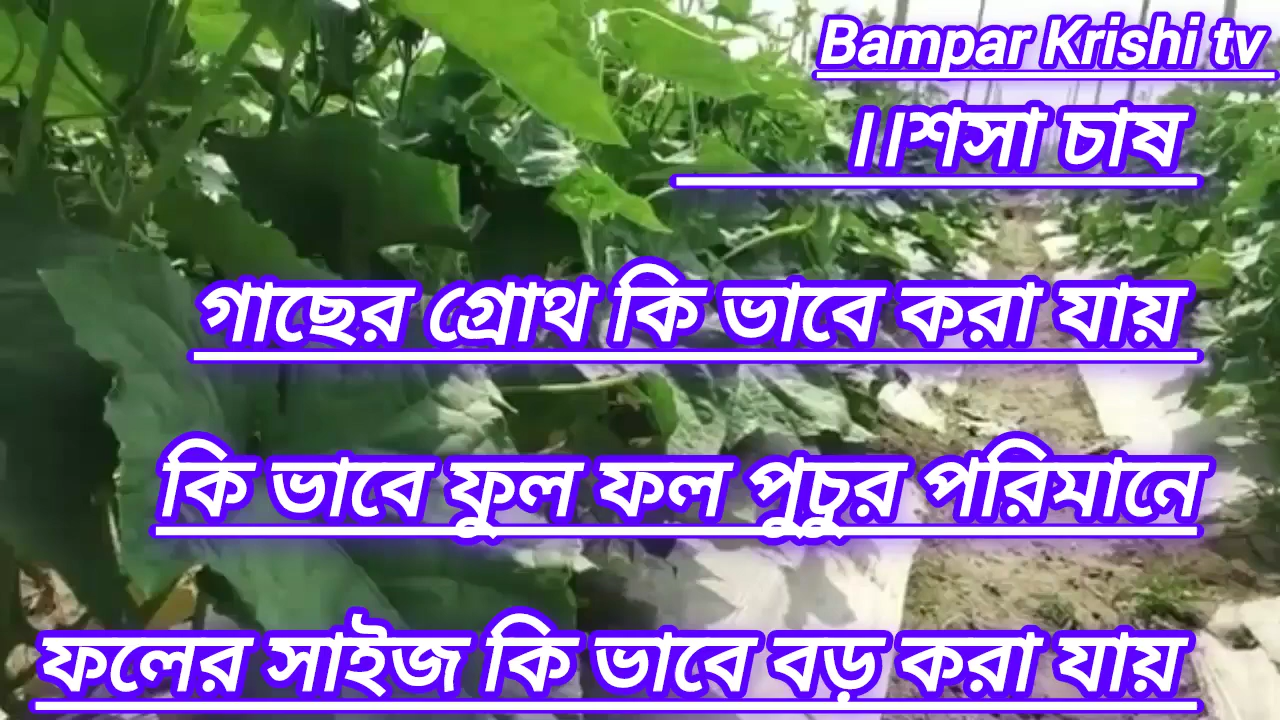 Bampar Krishi tv
।।শসা চাষ
গাছের গ্রোথ কি ভাবে করা যায়
কি ভাবে ফুল ফল পুচুর পরিমানে
ফলের সাইজ কি ভাবে বড় করা যায়